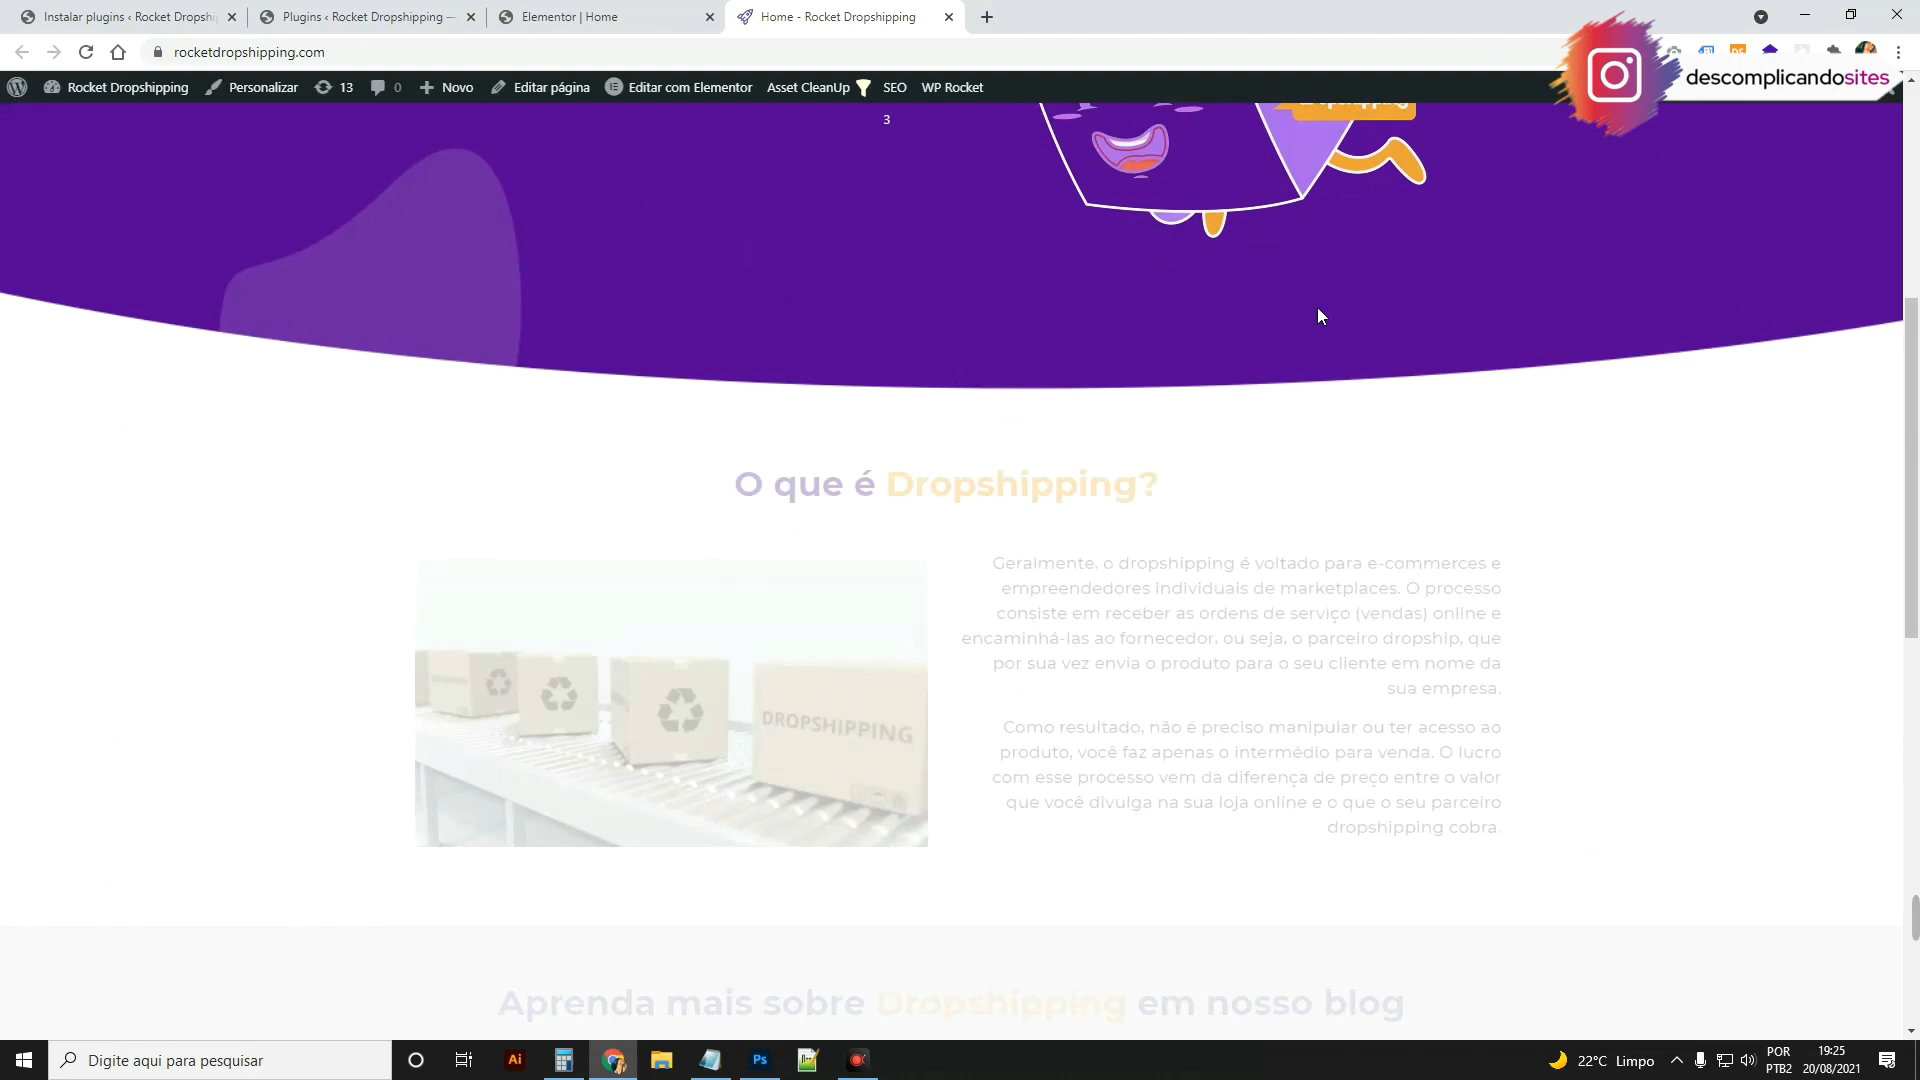 Instalar plugins ‹ Rocket Dropshi
Plugins ‹ Rocket Dropshipping —
Elementor | Home
Home - Rocket Dropshipping
rocketdropshipping.com
Rocket Dropshipping
Personalizar
13
0
Novo
Editar página
Editar com Elementor
Asset CleanUp
SEO
WP Rocket
descomplicandosites
3
dropshipping
O que é Dropshipping?
Geralmente, o dropshipping é voltado para e-commerces e
empreendedores individuais de marketplaces. O processo
consiste em receber as ordens de serviço (vendas) online e
encaminhá-las ao fornecedor, ou seja, o parceiro dropship, que
por sua vez envia o produto para o seu cliente em nome da
sua empresa.
DROPSHIPPING
Como resultado, não é preciso manipular ou ter acesso ao
produto, você faz apenas o intermédio para venda. O lucro
com esse processo vem da diferença de preço entre o valor
que você divulga na sua loja online e o que o seu parceiro
dropshipping cobra.
Aprenda mais sobre Dropshipping em nosso blog
Digite aqui para pesquisar
Ai
Ps
22°C Limpo
POR
PTB2
19:25
20/08/2021